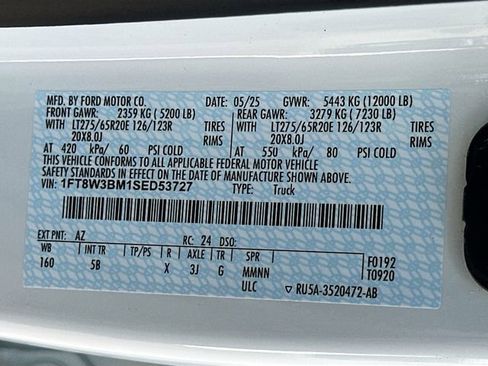 MFD. BY FORD MOTOR CO. DATE: 05/25 GVWR: 5443 KG (12000 LB)
FRONT GAWR: 2359 KG (5200 LB) REAR GAWR: 3279 KG (7230 LB)
WITH LT275/65R20E 126/123R TIRES WITH LT275/65R20E 126/123R TIRES
20X8.0J RIMS 20X8.0J RIMS
AT 420 kPa/ 60 PSI COLD AT 550 kPa/ 80 PSI COLD
THIS VEHICLE CONFORMS TO ALL APPLICABLE FEDERAL MOTOR VEHICLE
SAFETY STANDARDS IN EFFECT ON THE DATE OF MANUFACTURE SHOWN ABOVE.
VIN: 1FT8W3BM1SED53727 TYPE: Truck
EXT PNT: AZ RC: 24 DSO:
WB INT TR TP/PS R AXLE TR SPR F0192
160 5B X 3J G MMNN T0920
ULC RU5A-3520472-AB